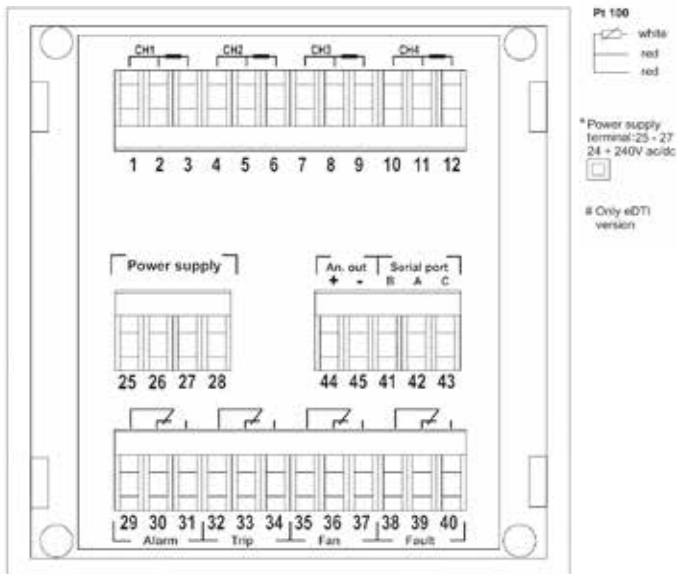 CH1 CH2 CH3 CH4
1 2 3 4 5 6 7 8 9 10 11 12
Power supply
An. out Serial port
+ - B A C
25 26 27 28
44 45 41 42 43
29 30 31 32 33 34 35 36 37 38 39 40
Alarm Trip Fan Fault
Pt 100
white
red
red
* Power supply
terminal:25 - 27
24 ÷ 240V ac/dc
# Only eDTI
version